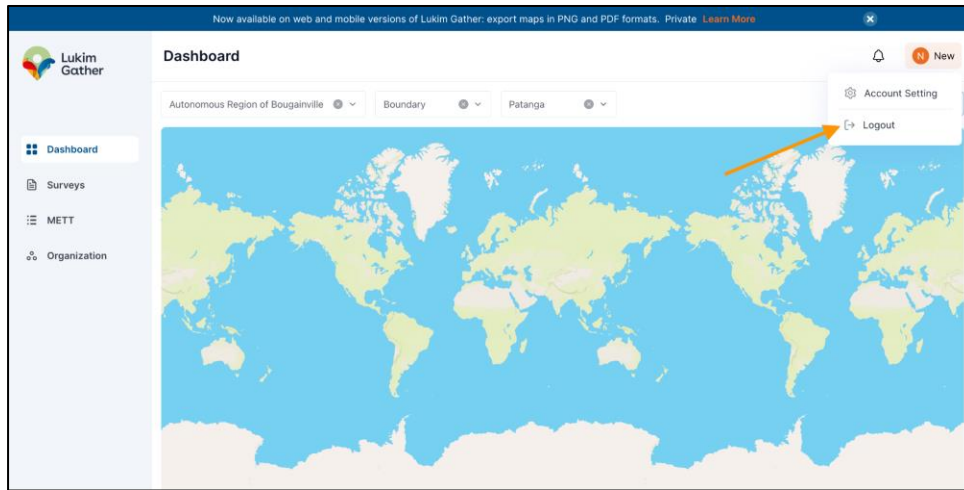 Now available on web and mobile versions of Lukim Gather: export maps in PNG and PDF formats. Private Learn More
Lukim
Gather
Dashboard
N New
Account Setting
Logout
Autonomous Region of Bougainville Boundary Patanga
Dashboard
Surveys
METT
Organization